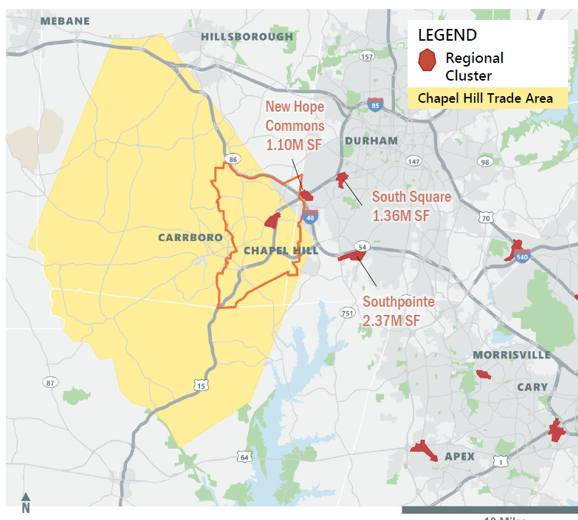 MEBANE
HILLSBOROUGH
LEGEND
Regional
Cluster
Chapel Hill Trade Area
157
85
New Hope
Commons
1.10M SF
DURHAM
86
147
98
South Square
1.36M SF
40
70
CARRBORO
CHAPEL HILL
54
540
Southpointe
2.37M SF
751
MORRISVILLE
87
15
CARY
64
APEX
1
N